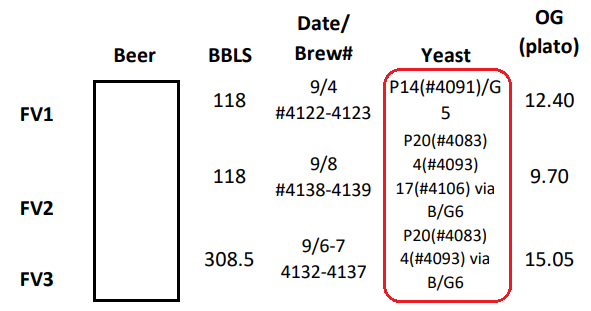 Beer BBLS Date/ Brew# Yeast OG (plato)
FV1 118 9/4 #4122-4123 P14(#4091)/G 5 12.40
FV2 118 9/8 #4138-4139 P20(#4083) 4(#4093) 17(#4106) via B/G6 9.70
FV3 308.5 9/6-7 4132-4137 P20(#4083) 4(#4093) via B/G6 15.05